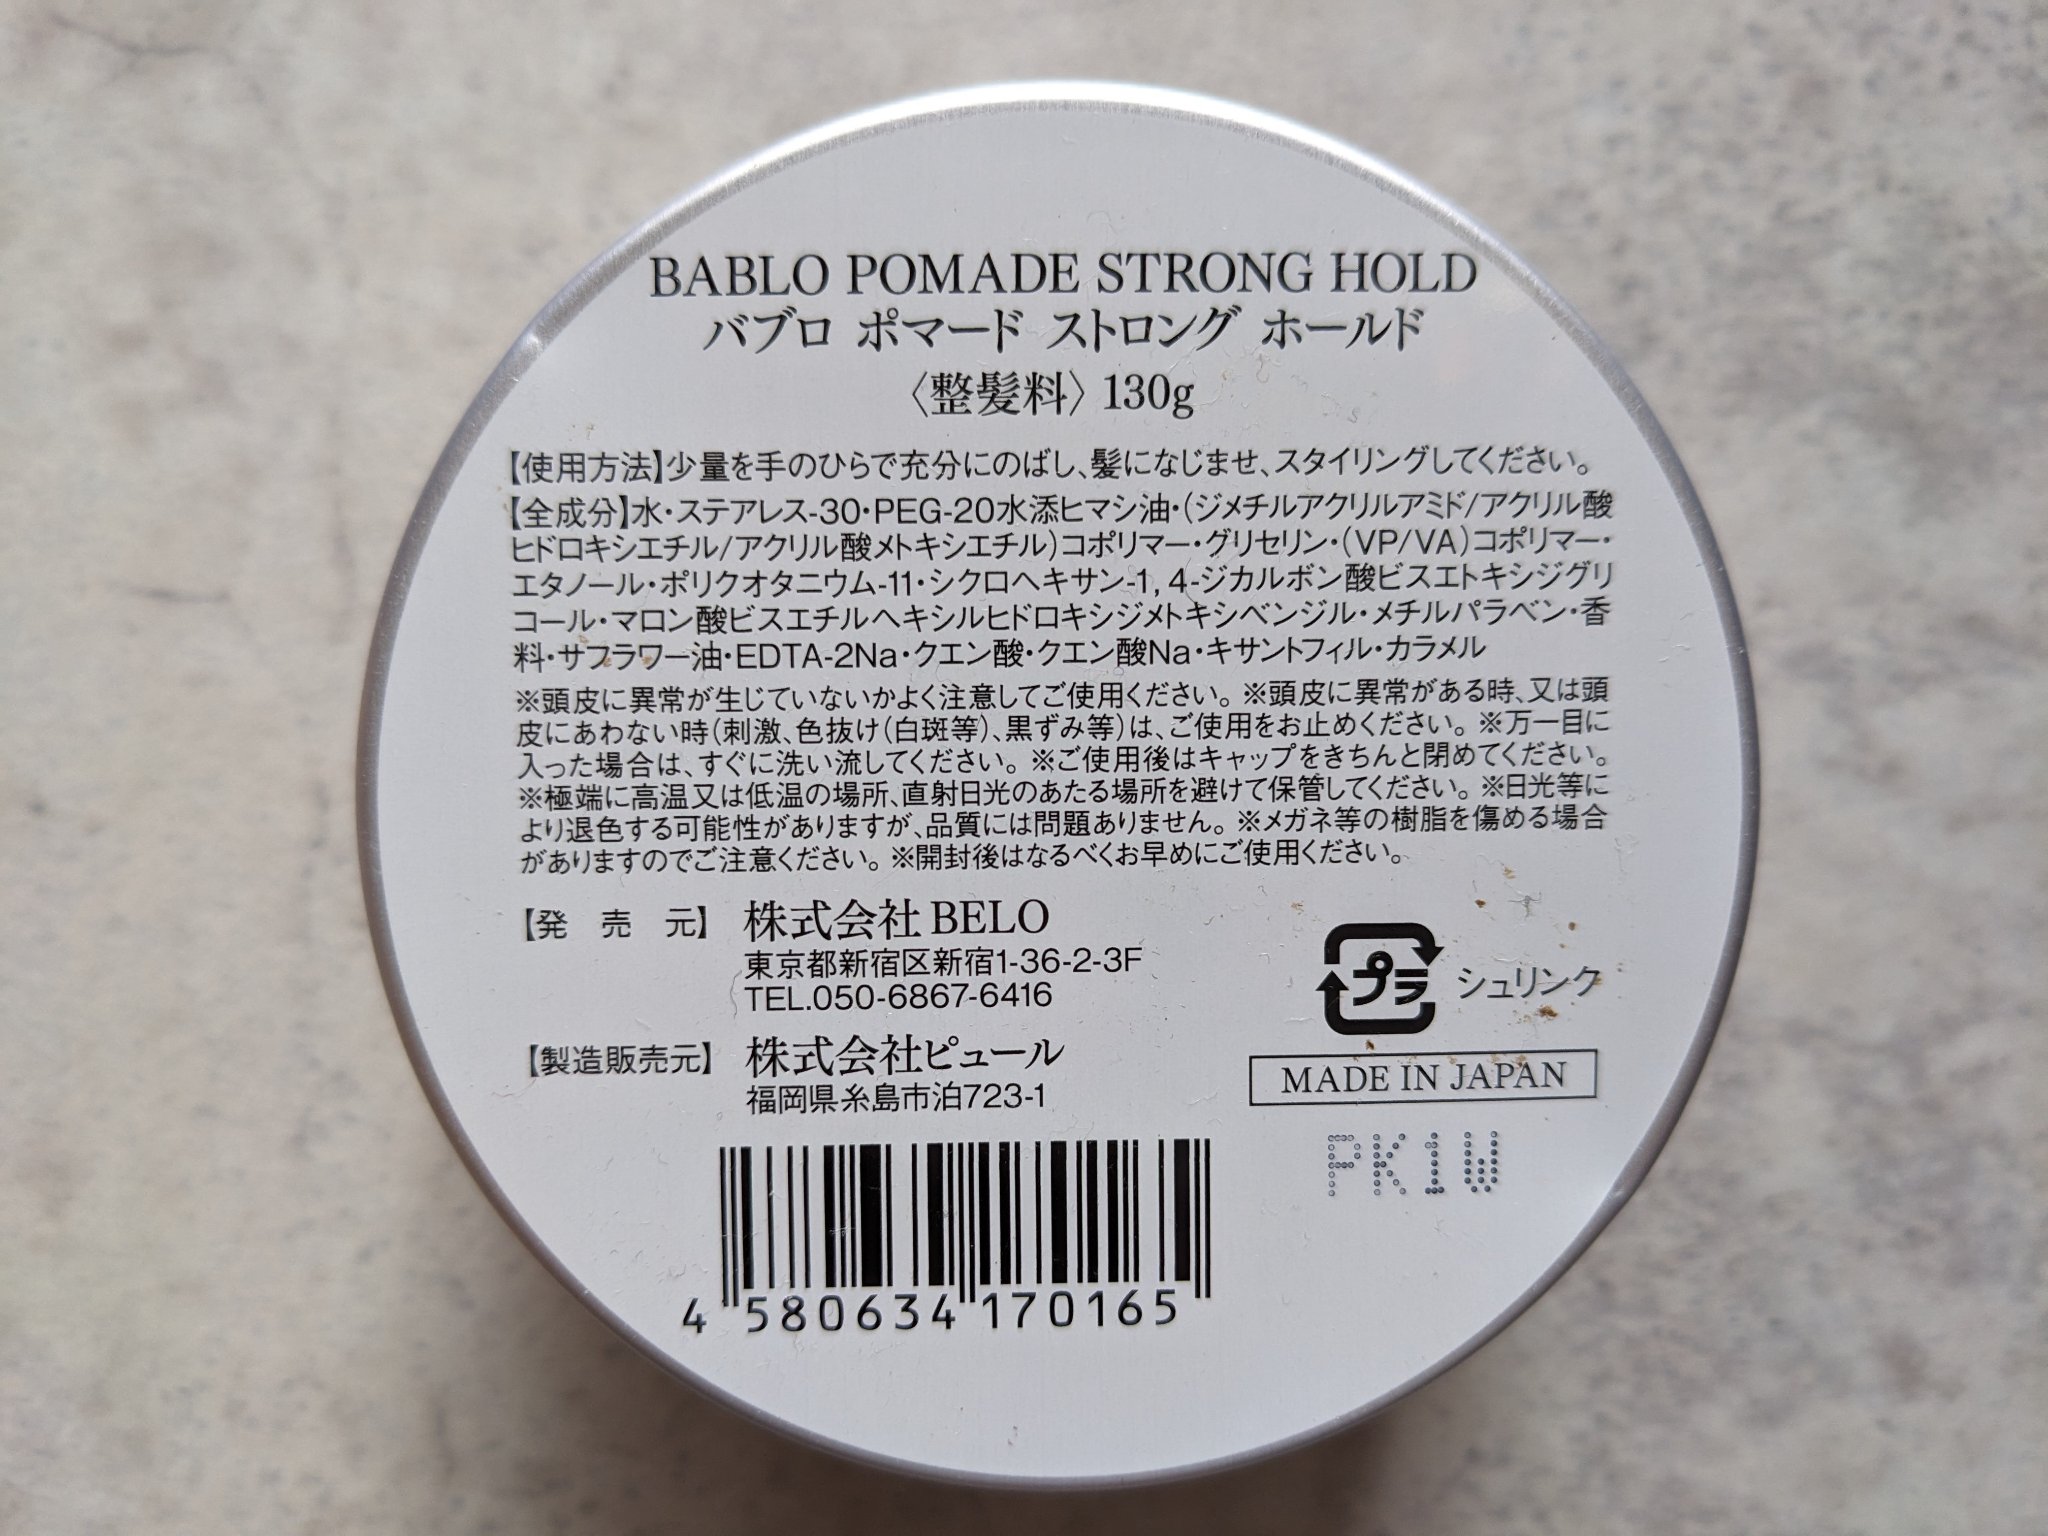 BABLO POMADE STRONG HOLD
バブロ ポマード ストロング ホールド
〈整髪料〉130g
【使用方法】少量を手のひらで充分にのばし、髪になじませ、スタイリングしてください。
【全成分】水・ステアレス-30・PEG-20水添ヒマシ油・(ジメチルアクリルアミド/アクリル酸
ヒドロキシエチル/アクリル酸メトキシエチル)コポリマー・グリセリン・(VP/VA)コポリマー・
エタノール・ポリクオタニウム-11・シクロヘキサン-1, 4-ジカルボン酸ビスエトキシジグリ
コール・マロン酸ビスエチルヘキシルヒドロキシジメトキシベンジル・メチルパラベン・香
料・サフラワー油・EDTA-2Na・クエン酸・クエン酸Na・キサントフィル・カラメル
※頭皮に異常が生じていないかよく注意してご使用ください。※頭皮に異常がある時、又は頭
皮にあわない時(刺激、色抜け(白斑等)、黒ずみ等)は、ご使用をお止めください。※万一目に
入った場合は、すぐに洗い流してください。※ご使用後はキャップをきちんと閉めてください。
※極端に高温又は低温の場所、直射日光のあたる場所を避けて保管してください。※日光等に
より退色する可能性がありますが、品質には問題ありません。※メガネ等の樹脂を傷める場合
がありますのでご注意ください。※開封後はなるべくお早めにご使用ください。
【発 売 元】 株式会社 BELO
東京都新宿区新宿1-36-2-3F
TEL.050-6867-6416
【製造販売元】 株式会社ピュール
福岡県糸島市泊723-1
プラ シュリンク
MADE IN JAPAN
PK1W
4 580634 170165